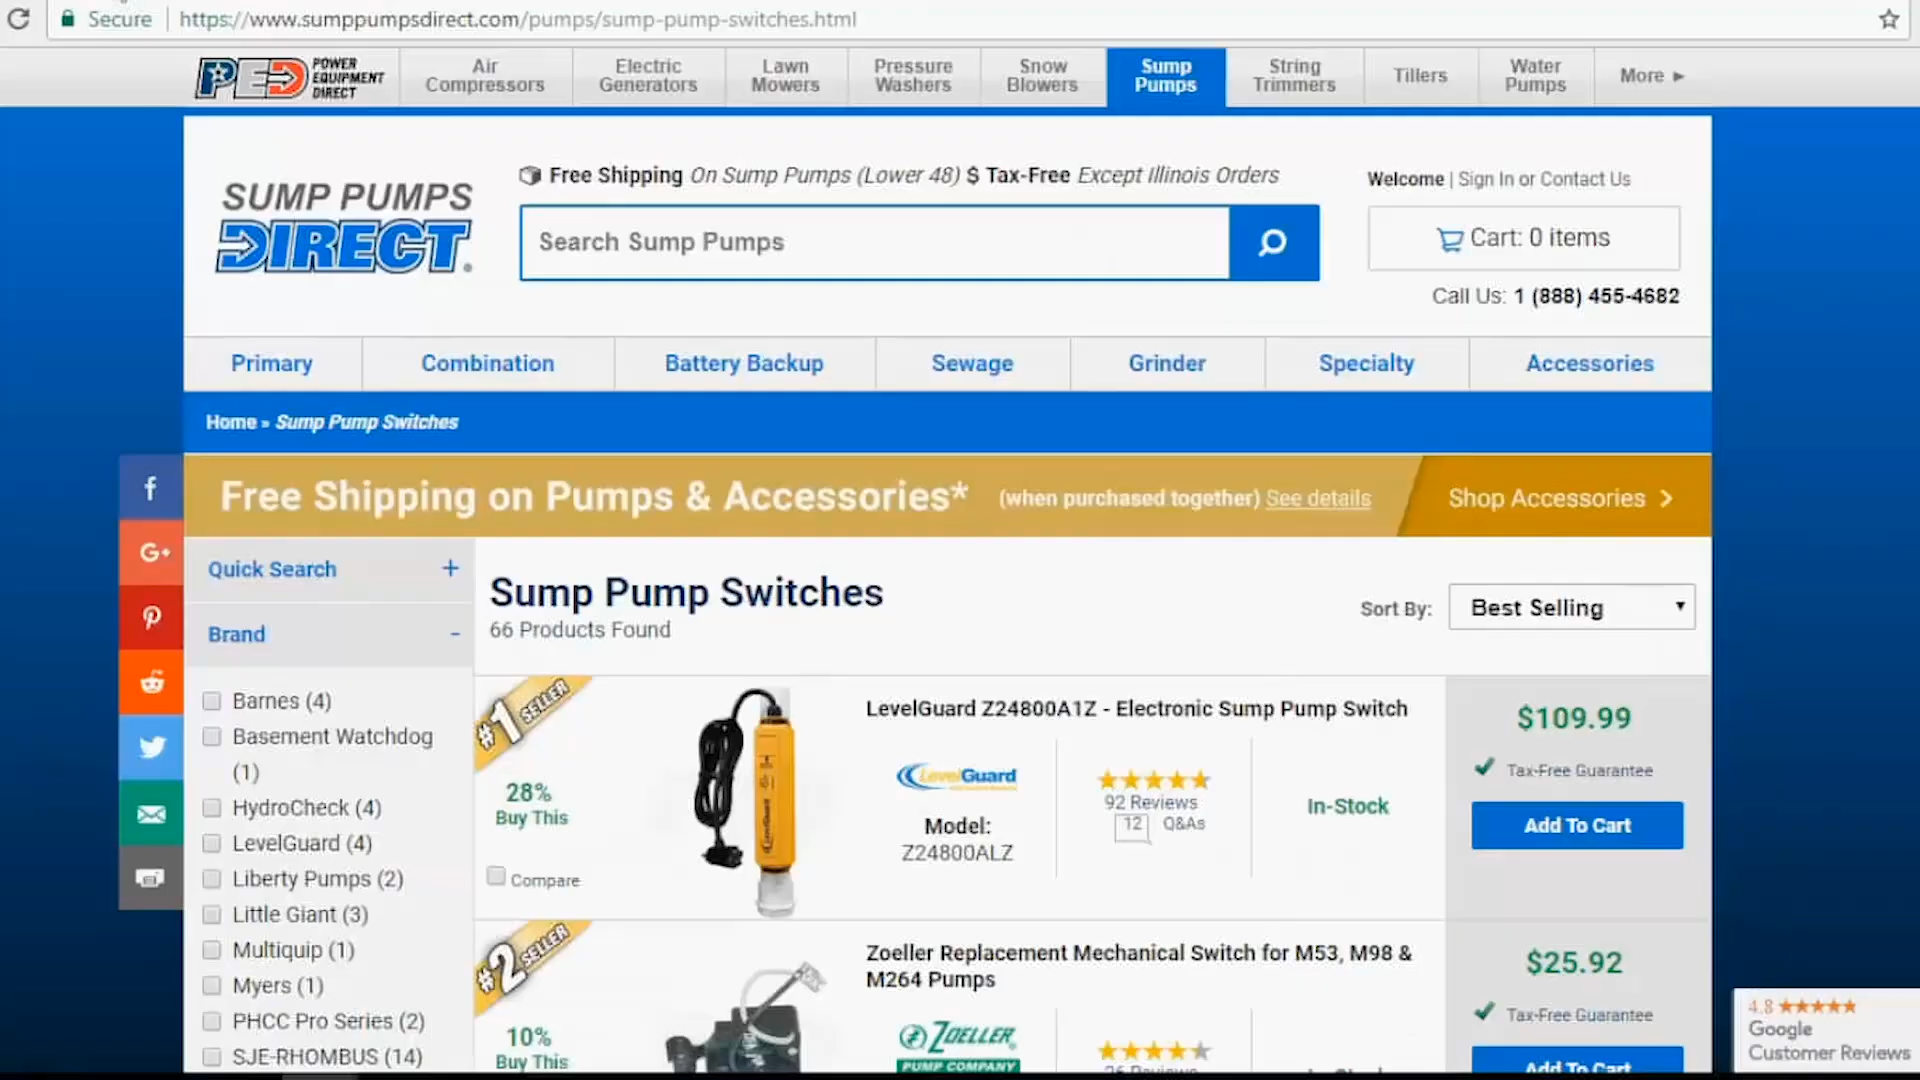 Secure https://www.sumppumpsdirect.com/pumps/sump-pump-switches.html
PED POWER EQUIPMENT DIRECT
Air Compressors
Electric Generators
Lawn Mowers
Pressure Washers
Snow Blowers
Sump Pumps
String Trimmers
Tillers
Water Pumps
More ►
SUMP PUMPS
DIRECT
Free Shipping On Sump Pumps (Lower 48) $ Tax-Free Except Illinois Orders
Welcome | Sign In or Contact Us
Search Sump Pumps
Cart: 0 items
Call Us: 1 (888) 455-4682
Primary
Combination
Battery Backup
Sewage
Grinder
Specialty
Accessories
Home » Sump Pump Switches
Free Shipping on Pumps & Accessories* (when purchased together) See details
Shop Accessories
f
G+
Quick Search +
Brand -
Barnes (4)
Basement Watchdog
(1)
HydroCheck (4)
LevelGuard (4)
Liberty Pumps (2)
Little Giant (3)
Multiquip (1)
Myers (1)
PHCC Pro Series (2)
SJE-RHOMBUS (14)
Sump Pump Switches
66 Products Found
Sort By: Best Selling
#1 SELLER
28%
Buy This
Compare
LevelGuard
LevelGuard Z24800A1Z - Electronic Sump Pump Switch
LevelGuard
Model:
Z24800ALZ
92 Reviews
12 Q&As
In-Stock
$109.99
Tax-Free Guarantee
Add To Cart
#2 SELLER
10%
Buy This
Zoeller Replacement Mechanical Switch for M53, M98 &
M264 Pumps
ZOELLER
PUMP COMPANY
26 Reviews
In-Stock
$25.92
Tax-Free Guarantee
Add To Cart
4.8
Google
Customer Reviews